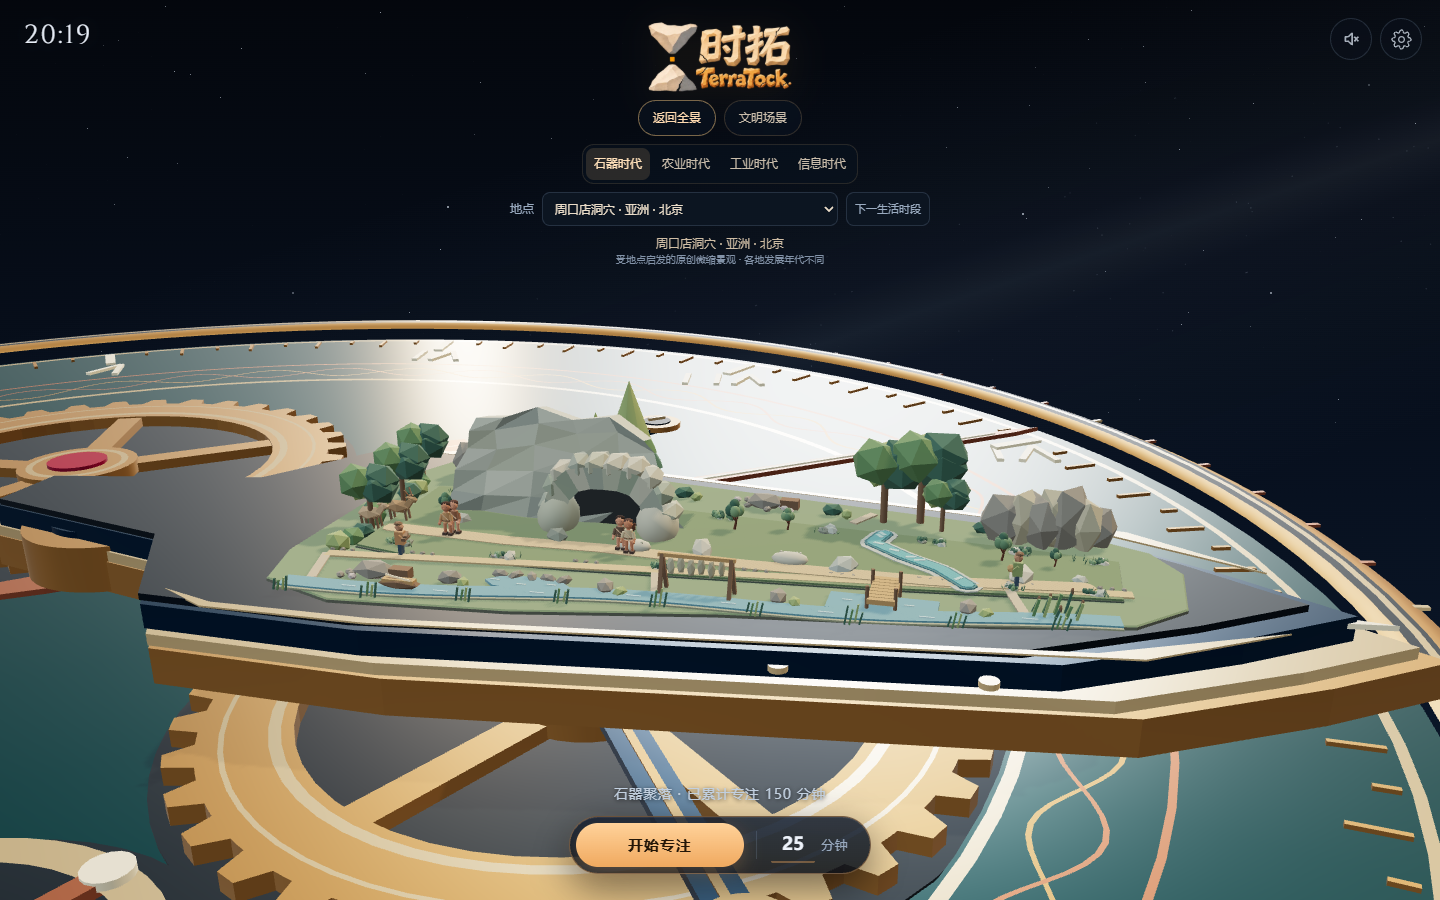 20:19
时拓
TerraTock.
返回全景
文明场景
石器时代
农业时代
工业时代
信息时代
地点
周口店洞穴 · 亚洲 · 北京
下一生活时段
周口店洞穴 · 亚洲 · 北京
受地点启发的原创微缩景观 · 各地发展年代不同
石器聚落 · 已累计专注 150 分钟
开始专注
25
分钟